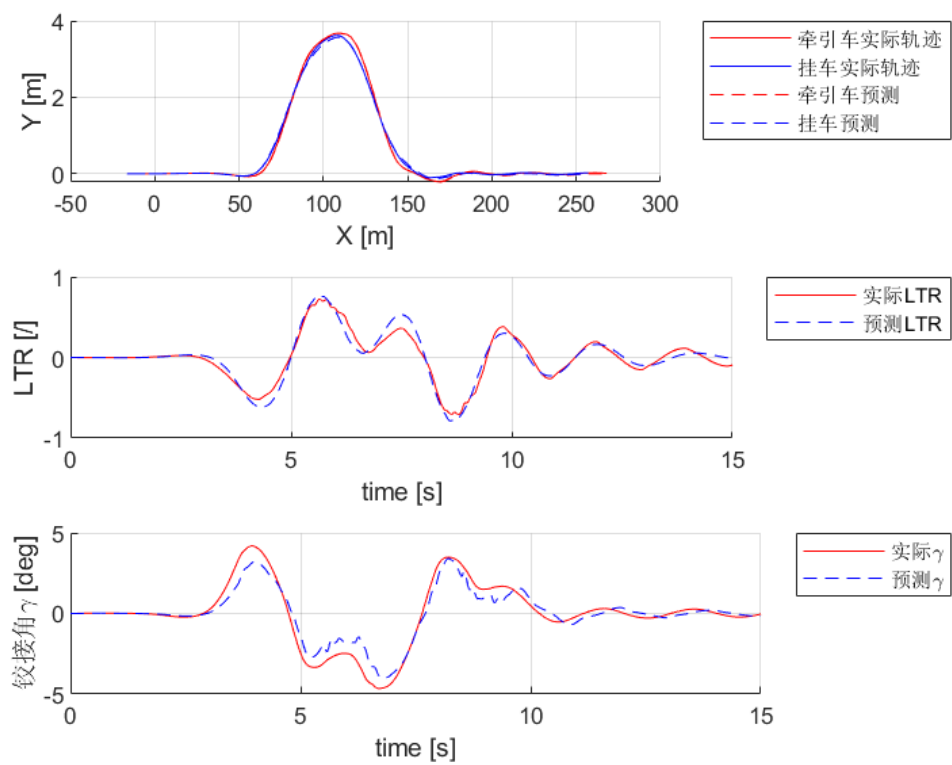 4
2
0
Y [m]
-50
0
50
100
150
200
250
300
X [m]
牵引车实际轨迹
挂车实际轨迹
牵引车预测
挂车预测
1
0
-1
LTR [/]
0
5
10
15
time [s]
实际LTR
预测LTR
5
0
-5
铰接角γ [deg]
0
5
10
15
time [s]
实际γ
预测γ